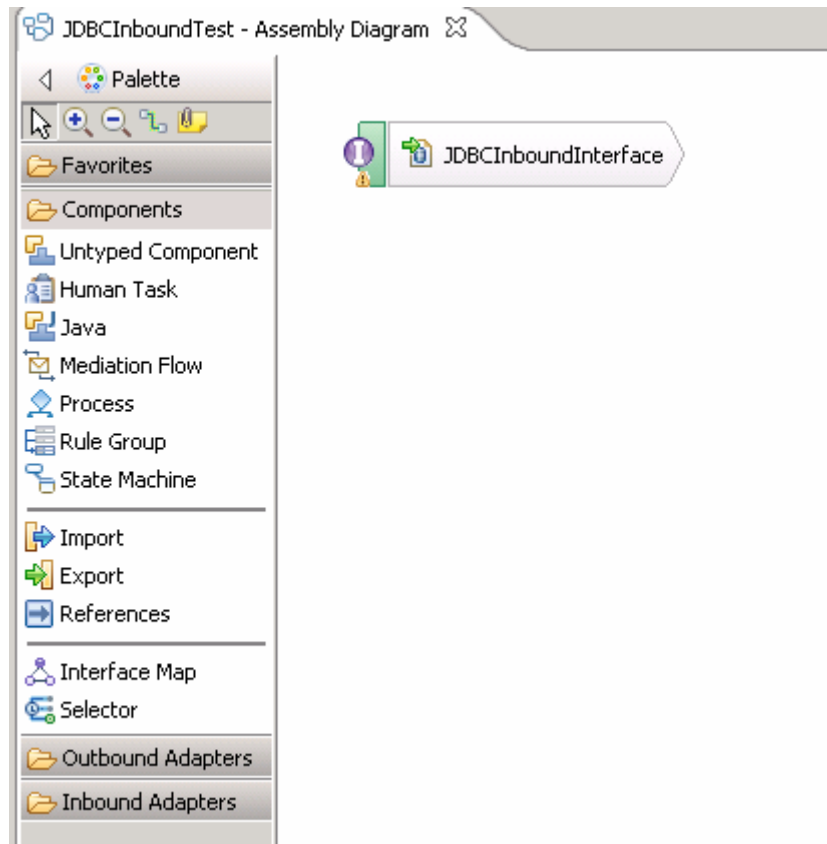 JDBCInboundTest - Assembly Diagram
Palette
Favorites
Components
Untyped Component
Human Task
Java
Mediation Flow
Process
Rule Group
State Machine
Import
Export
References
Interface Map
Selector
Outbound Adapters
Inbound Adapters
JDBCInboundInterface